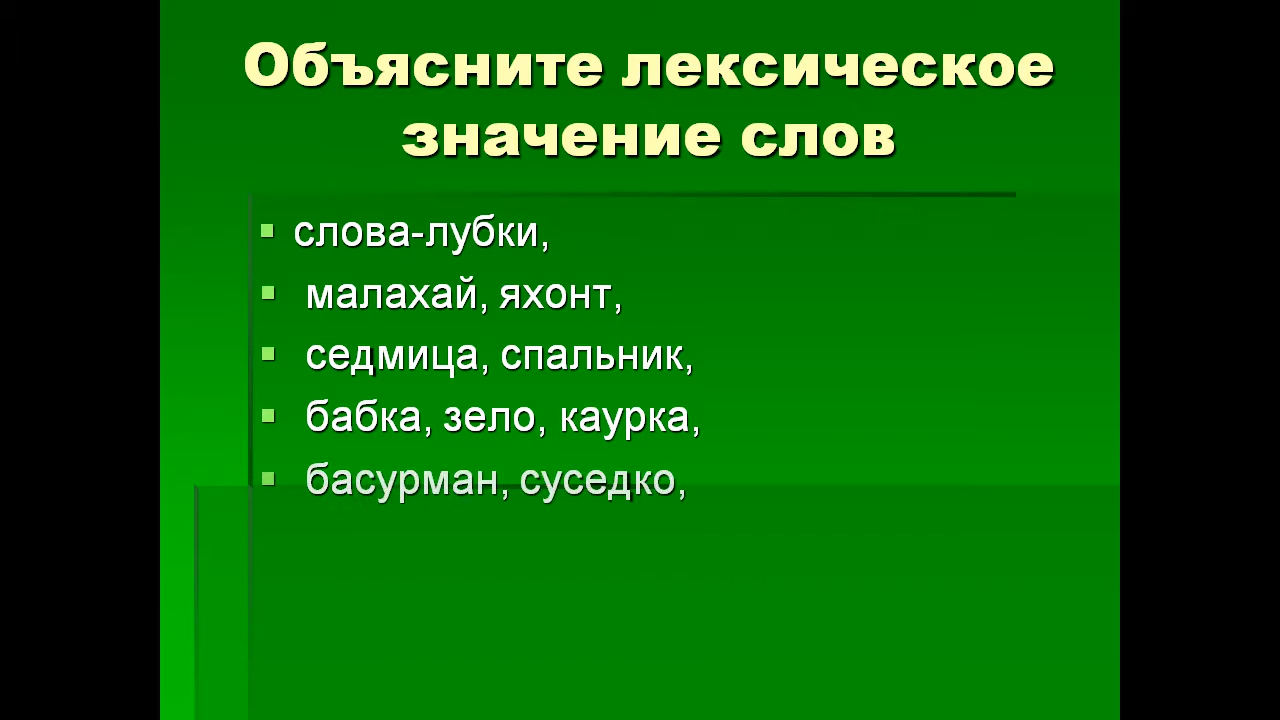 Объясните лексическое
значение слов
слова-лубки,
малахай, яхонт,
седмица, спальник,
бабка, зело, каурка,
басурман, суседко,